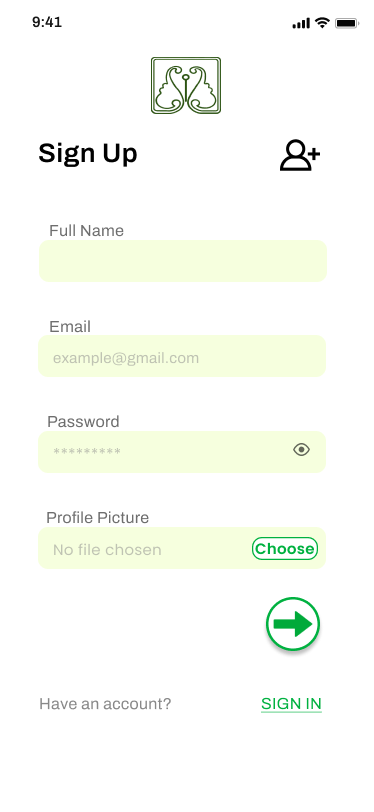 9:41
Sign Up
Full Name
Email
example@gmail.com
Password
*********
Profile Picture
No file chosen
Choose
Have an account?
SIGN IN